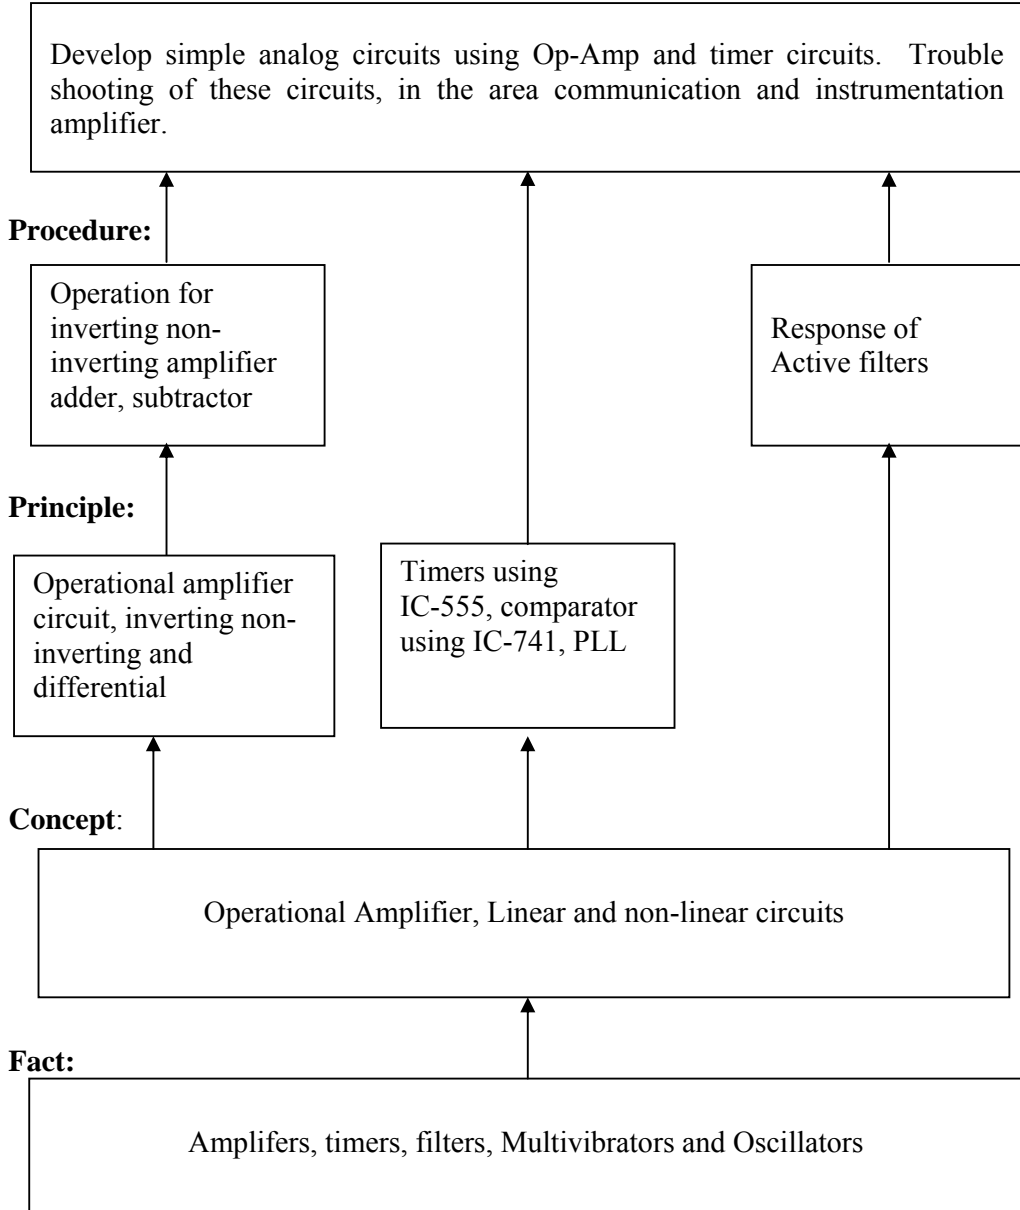 Develop simple analog circuits using Op-Amp and timer circuits. Trouble
shooting of these circuits, in the area communication and instrumentation
amplifier.
Procedure:
Operation for
inverting non-
inverting amplifier
adder, subtractor
Response of
Active filters
Principle:
Operational amplifier
circuit, inverting non-
inverting and
differential
Timers using
IC-555, comparator
using IC-741, PLL
Concept:
Operational Amplifier, Linear and non-linear circuits
Fact:
Amplifers, timers, filters, Multivibrators and Oscillators